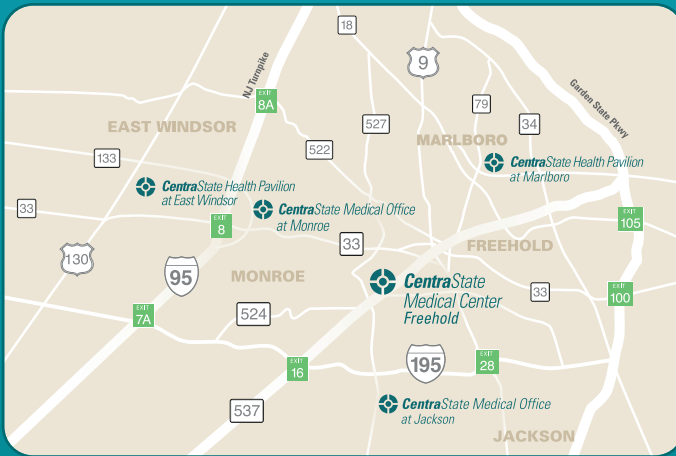 18
9
NJ Turnpike
Garden State Pkwy
EXIT
8A
79
34
527
EAST WINDSOR
MARLBORO
522
133
CentraState Health Pavilion
at Marlboro
CentraState Health Pavilion
at East Windsor
33
CentraState Medical Office
at Monroe
EXIT
8
EXIT
105
33
FREEHOLD
130
95
MONROE
CentraState
Medical Center
Freehold
33
EXIT
100
EXIT
7A
524
195
EXIT
28
EXIT
16
537
CentraState Medical Office
at Jackson
JACKSON